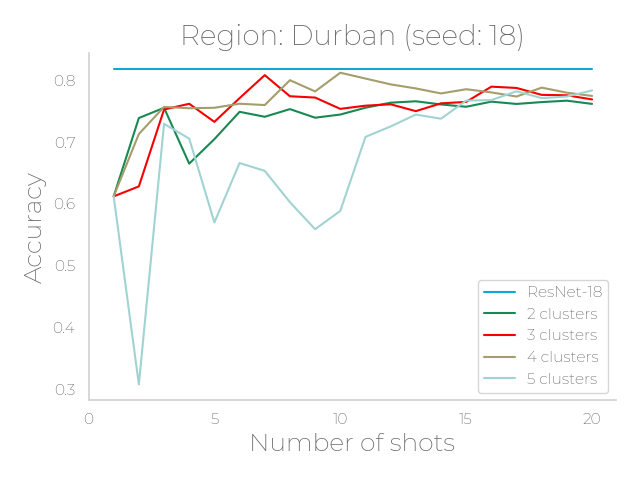 Region: Durban (seed: 18)
Accuracy
0.8
0.7
0.6
0.5
0.4
0.3
0
5
10
15
20
Number of shots
ResNet-18
2 clusters
3 clusters
4 clusters
5 clusters